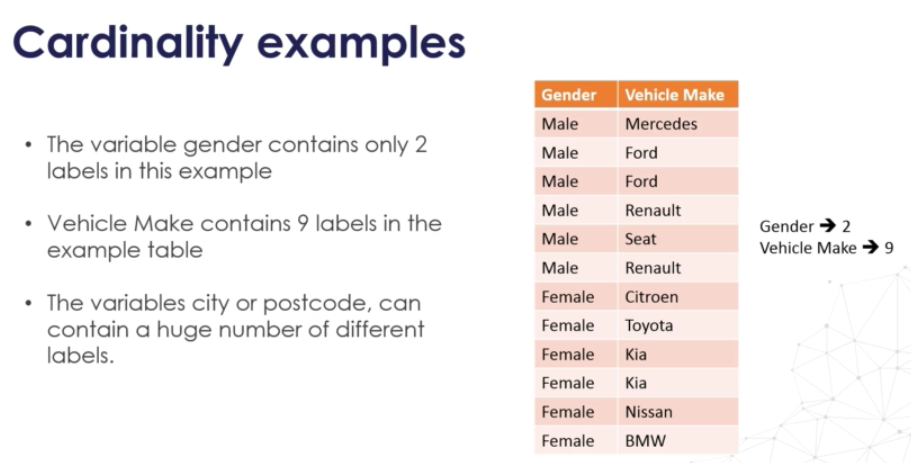 Cardinality examples
• The variable gender contains only 2
labels in this example
• Vehicle Make contains 9 labels in the
example table
• The variables city or postcode, can
contain a huge number of different
labels.
Gender Vehicle Make
Male Mercedes
Male Ford
Male Ford
Male Renault
Male Seat
Male Renault
Female Citroen
Female Toyota
Female Kia
Female Kia
Female Nissan
Female BMW
Gender ➔ 2
Vehicle Make ➔ 9